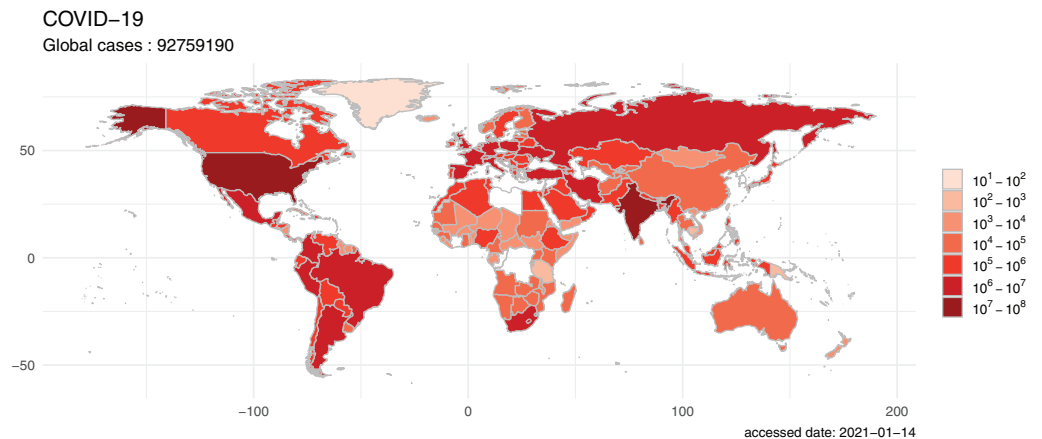 COVID−19
Global cases : 92759190
50
0
−50
−100
0
100
200
10¹ − 10²
10² − 10³
10³ − 10⁴
10⁴ − 10⁵
10⁵ − 10⁶
10⁶ − 10⁷
10⁷ − 10⁸
accessed date: 2021−01−14